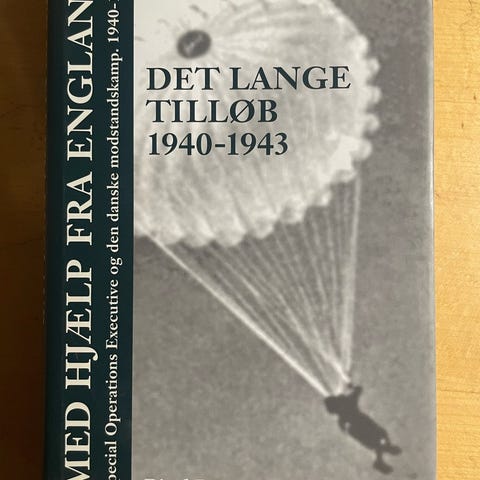 DET LANGE
TILLØB
1940-1943
MED HJÆLP FRA ENGLAN
pecial Operations Executive og den danske modstandskamp. 1940-